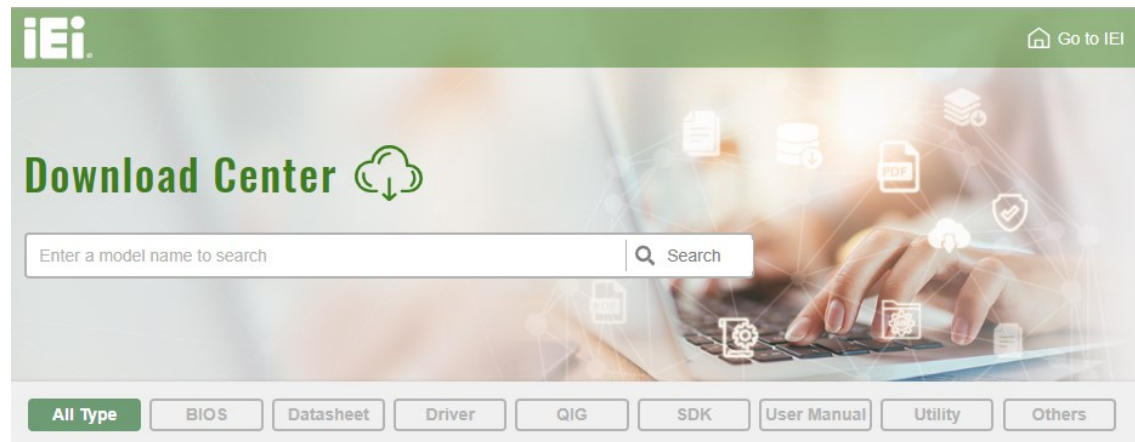 iEi.
Go to IEI
Download Center
Enter a model name to search
Search
PDF
PDF
All Type BIOS Datasheet Driver QIG SDK User Manual Utility Others